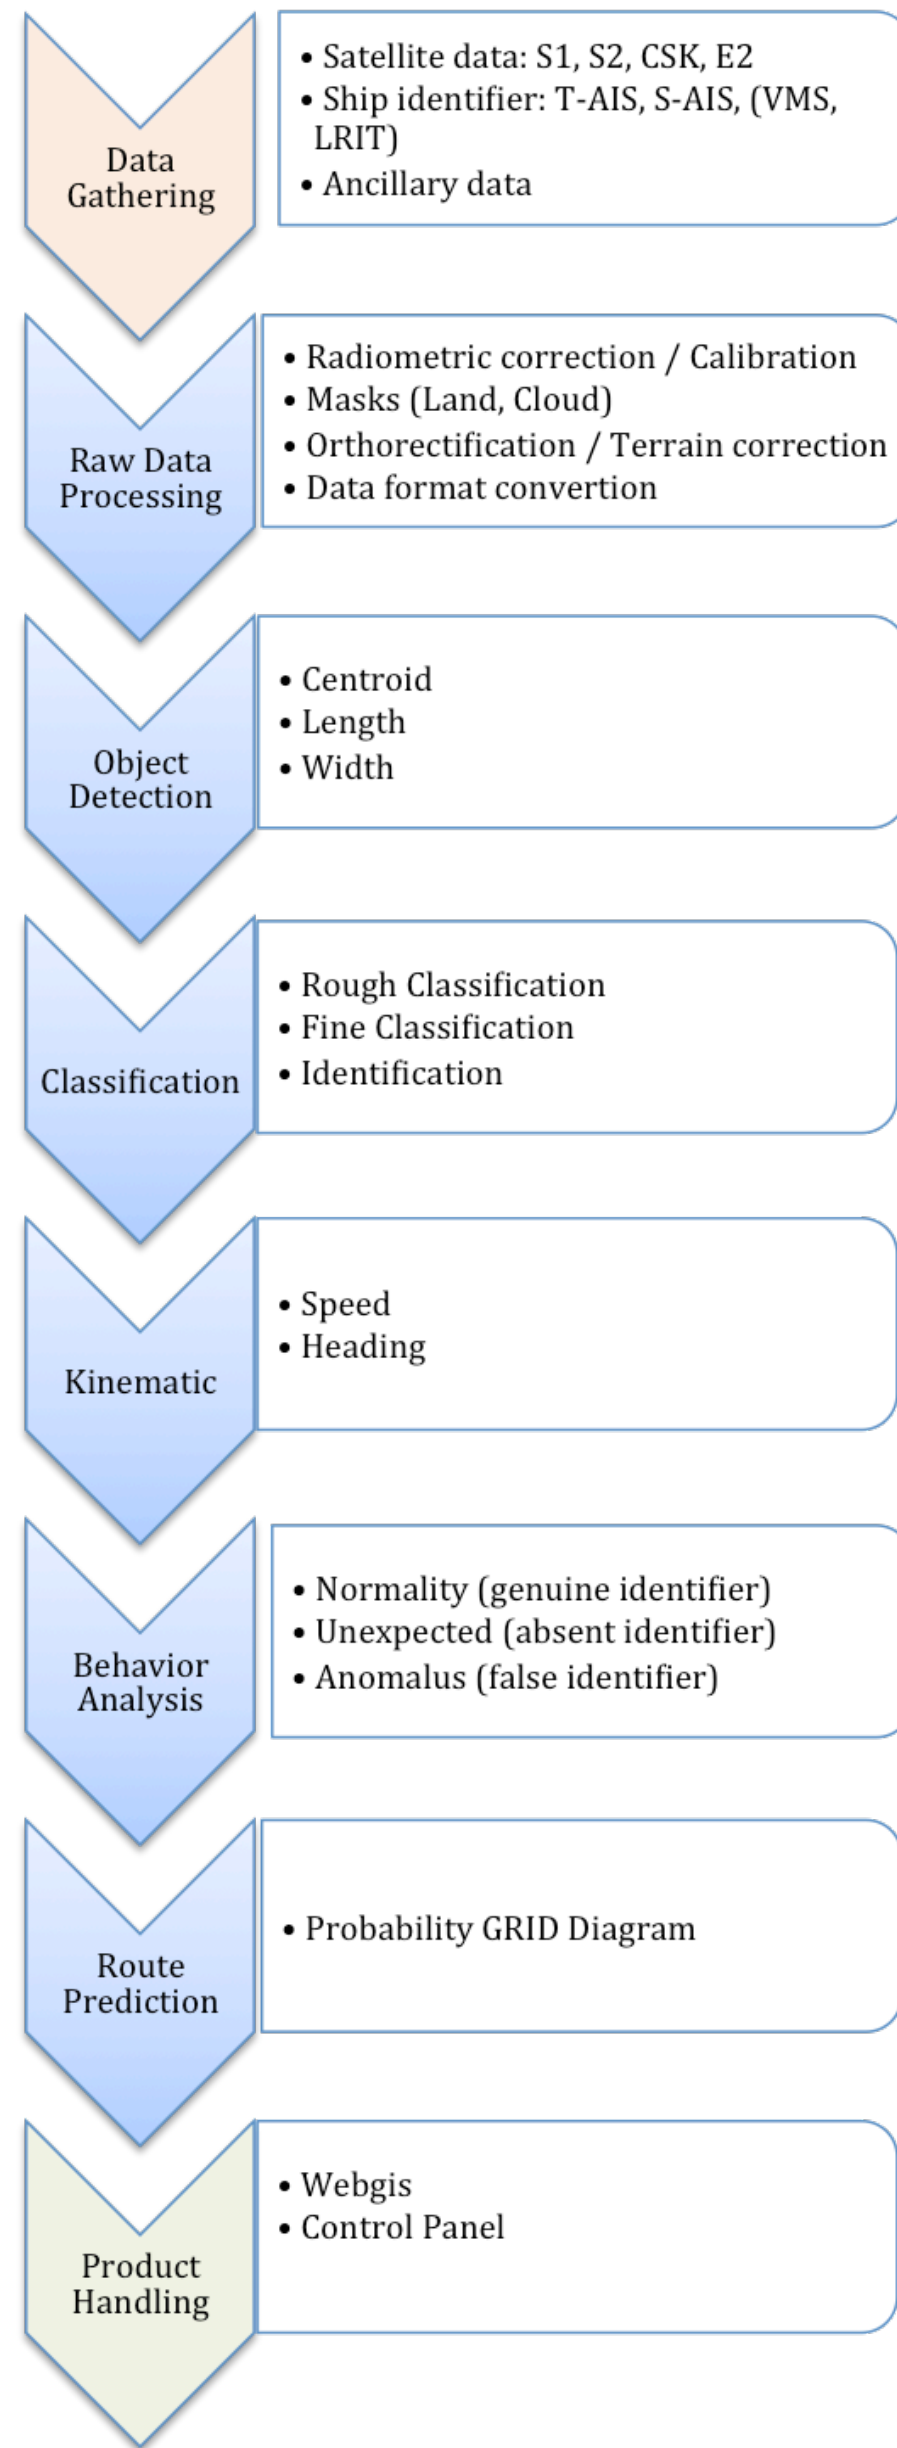 Data
Gathering
• Satellite data: S1, S2, CSK, E2
• Ship identifier: T-AIS, S-AIS, (VMS,
LRIT)
• Ancillary data
Raw Data
Processing
• Radiometric correction / Calibration
• Masks (Land, Cloud)
• Orthorectification / Terrain correction
• Data format convertion
Object
Detection
• Centroid
• Length
• Width
Classification
• Rough Classification
• Fine Classification
• Identification
Kinematic
• Speed
• Heading
Behavior
Analysis
• Normality (genuine identifier)
• Unexpected (absent identifier)
• Anomalus (false identifier)
Route
Prediction
• Probability GRID Diagram
Product
Handling
• Webgis
• Control Panel